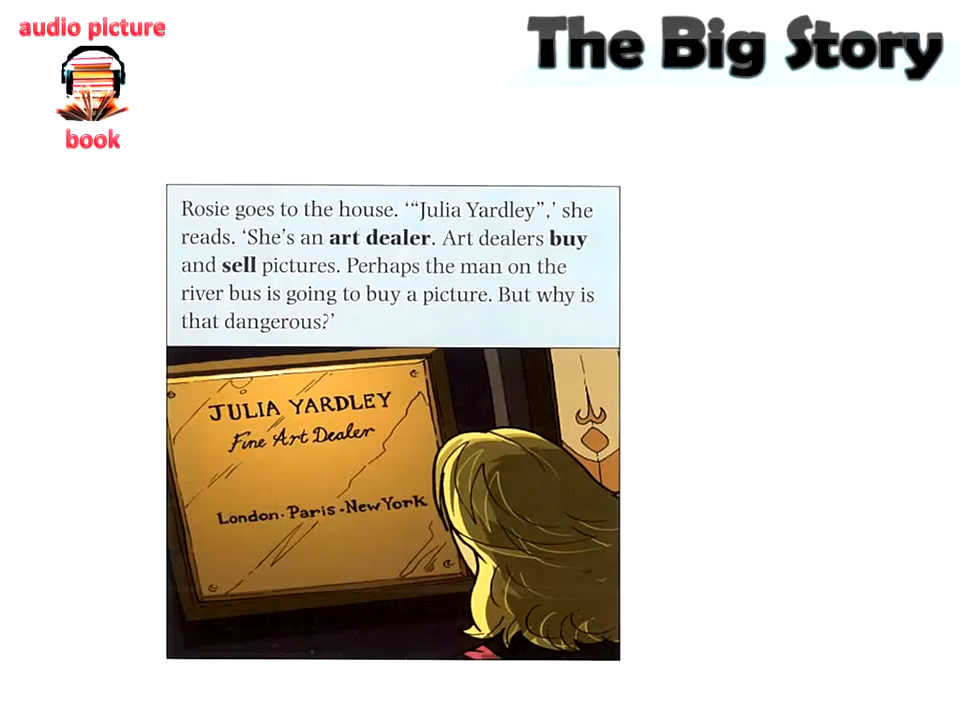 audio picture
book
The Big Story
Rosie goes to the house. ‘“Julia Yardley”,’ she
reads. ‘She’s an art dealer. Art dealers buy
and sell pictures. Perhaps the man on the
river bus is going to buy a picture. But why is
that dangerous?’
JULIA YARDLEY
Fine Art Dealer
London·Paris-New York